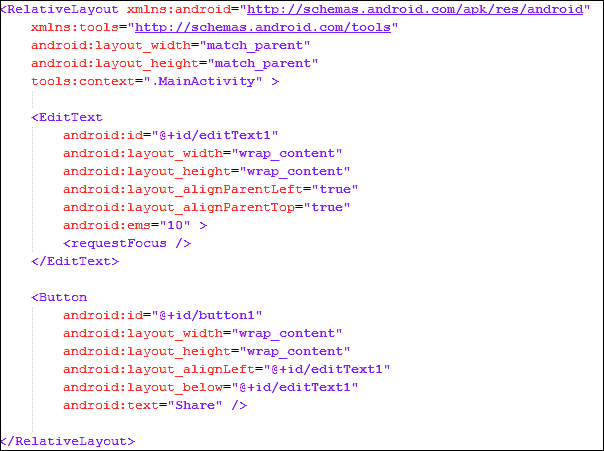 <RelativeLayout xmlns:android="http://schemas.android.com/apk/res/android"
    xmlns:tools="http://schemas.android.com/tools"
    android:layout_width="match_parent"
    android:layout_height="match_parent"
    tools:context=".MainActivity" >

    <EditText
        android:id="@+id/editText1"
        android:layout_width="wrap_content"
        android:layout_height="wrap_content"
        android:layout_alignParentLeft="true"
        android:layout_alignParentTop="true"
        android:ems="10" >
        <requestFocus />
    </EditText>

    <Button
        android:id="@+id/button1"
        android:layout_width="wrap_content"
        android:layout_height="wrap_content"
        android:layout_alignLeft="@+id/editText1"
        android:layout_below="@+id/editText1"
        android:text="Share" />

</RelativeLayout>